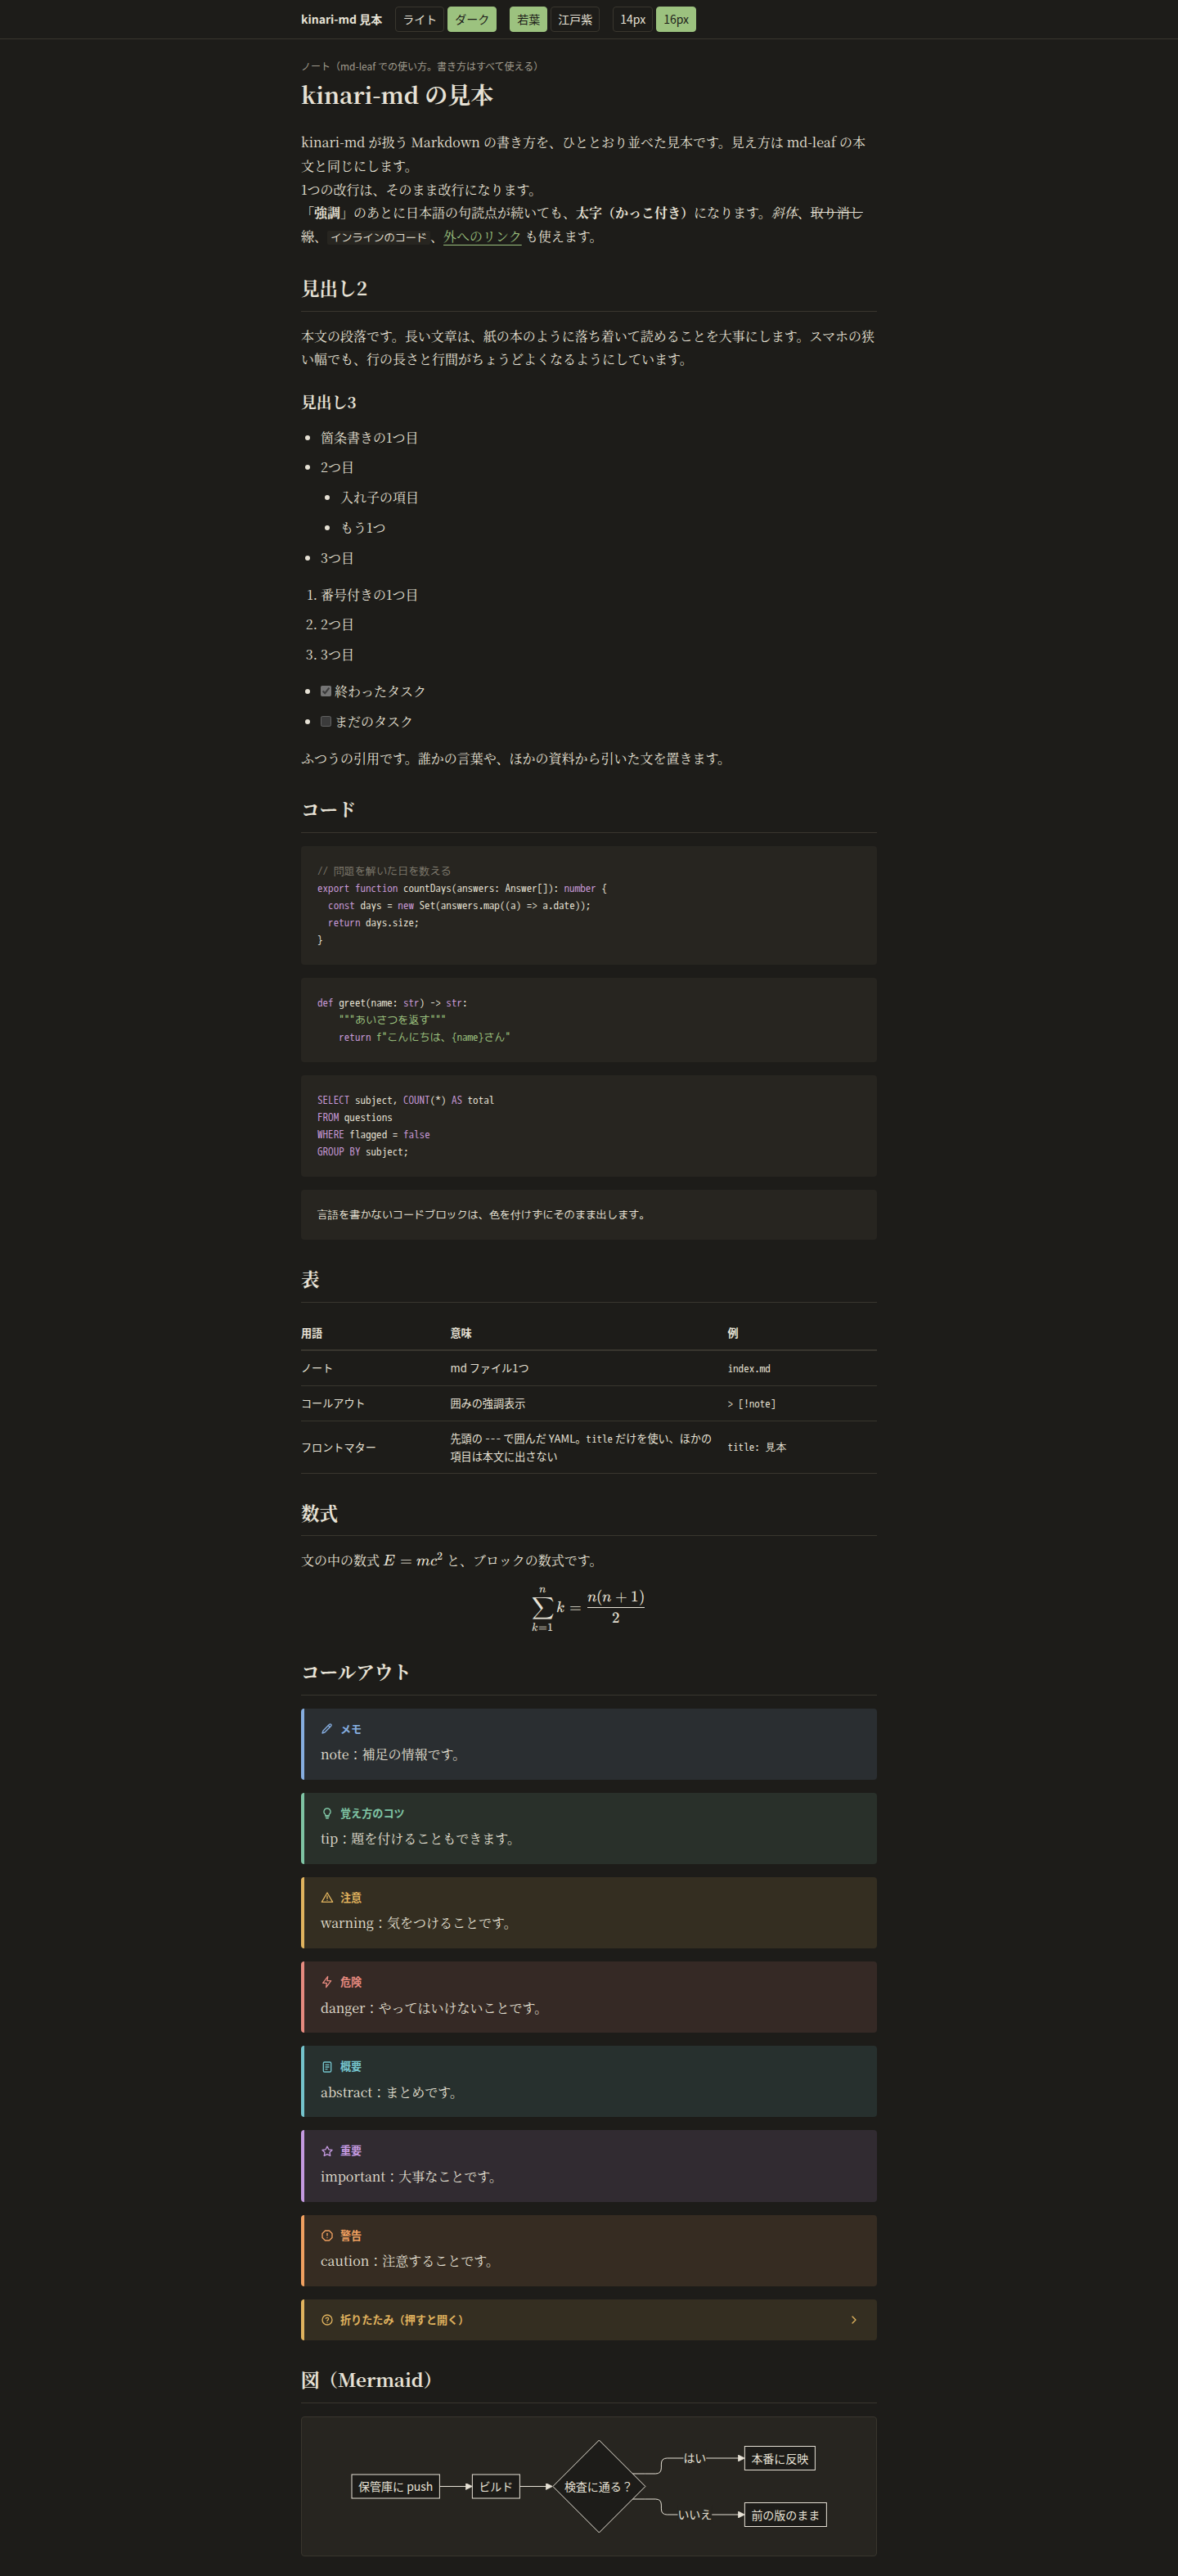 kinari-md 見本 ライト ダーク 若葉 江戸紫 14px 16px
ノート（md-leaf での使い方。書き方はすべて使える）
kinari-md の見本
kinari-md が扱う Markdown の書き方を、ひととおり並べた見本です。見え方は md-leaf の本
文と同じにします。
1つの改行は、そのまま改行になります。
「強調」のあとに日本語の句読点が続いても、太字（かっこ付き）になります。斜体、取り消し
線、インラインのコード、外へのリンク も使えます。
見出し2
本文の段落です。長い文章は、紙の本のように落ち着いて読めることを大事にします。スマホの狭
い幅でも、行の長さと行間がちょうどよくなるようにしています。
見出し3
• 箇条書きの1つ目
• 2つ目
• 入れ子の項目
• もう1つ
• 3つ目
1. 番号付きの1つ目
2. 2つ目
3. 3つ目
• 終わったタスク
• まだのタスク
ふつうの引用です。誰かの言葉や、ほかの資料から引いた文を置きます。
コード
// 問題を解いた日を数える
export function countDays(answers: Answer[]): number {
  const days = new Set(answers.map((a) => a.date));
  return days.size;
}
def greet(name: str) -> str:
    """あいさつを返す"""
    return f"こんにちは、{name}さん"
SELECT subject, COUNT(*) AS total
FROM questions
WHERE flagged = false
GROUP BY subject;
言語を書かないコードブロックは、色を付けずにそのまま出します。
表
用語 意味 例
ノート md ファイル1つ index.md
コールアウト 囲みの強調表示 > [!note]
フロントマター 先頭の --- で囲んだ YAML。title だけを使い、ほかの
項目は本文に出さない title: 見本
数式
文の中の数式 E = mc² と、ブロックの数式です。
n
∑ k = n(n + 1)
k=1 2
コールアウト
メモ
note：補足の情報です。
覚え方のコツ
tip：題を付けることもできます。
注意
warning：気をつけることです。
危険
danger：やってはいけないことです。
概要
abstract：まとめです。
重要
important：大事なことです。
警告
caution：注意することです。
折りたたみ（押すと開く）
図（Mermaid）
はい 本番に反映
保管庫に push ビルド 検査に通る？
いいえ 前の版のまま